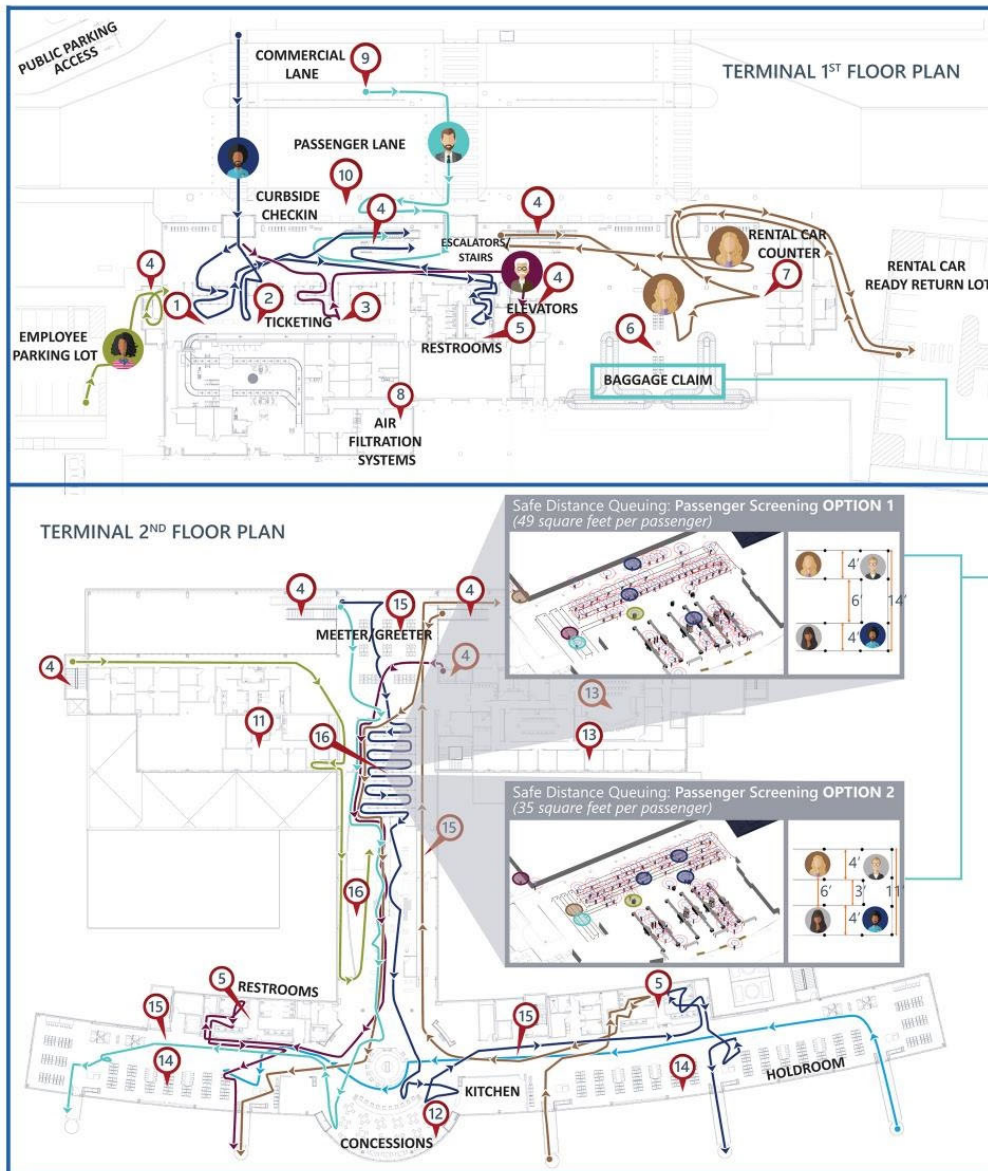 PUBLIC PARKING
ACCESS
COMMERCIAL
LANE
9
TERMINAL 1ST FLOOR PLAN
PASSENGER LANE
10
CURBSIDE
CHECKIN
4
4
ESCALATORS/
STAIRS
RENTAL CAR
COUNTER
RENTAL CAR
READY RETURN LOT
4
1
2
TICKETING
3
4
ELEVATORS
7
EMPLOYEE
PARKING LOT
5
RESTROOMS
6
BAGGAGE CLAIM
8
AIR
FILTRATION
SYSTEMS
TERMINAL 2ND FLOOR PLAN
Safe Distance Queuing: Passenger Screening OPTION 1
(49 square feet per passenger)
4'
6'
14'
4'
4
15
4
MEETER/GREETER
4
4
11
16
13
13
Safe Distance Queuing: Passenger Screening OPTION 2
(35 square feet per passenger)
4'
6'
3'
11'
4'
15
16
5
RESTROOMS
5
15
15
14
14
HOLDROOM
KITCHEN
12
CONCESSIONS